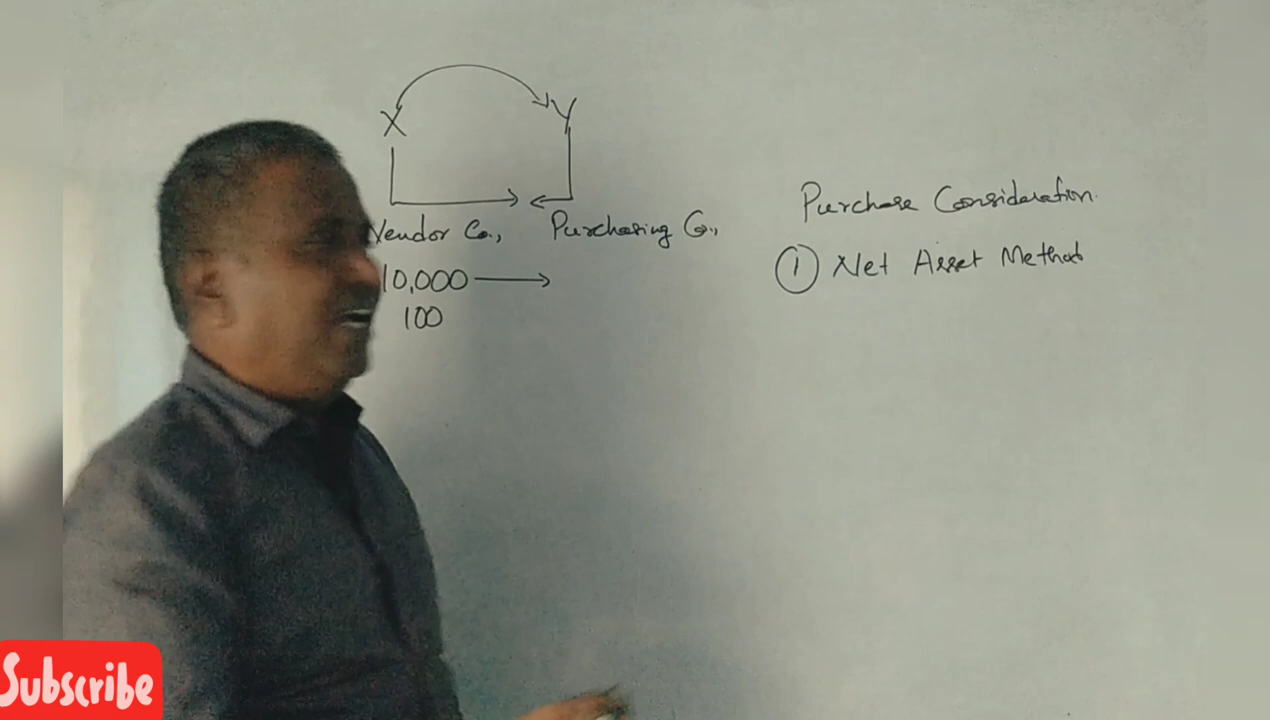 X Y
Vendor Co., Purchasing Co.,
10,000
100
Purchase Consideration.
① Net Asset Method
Subscribe